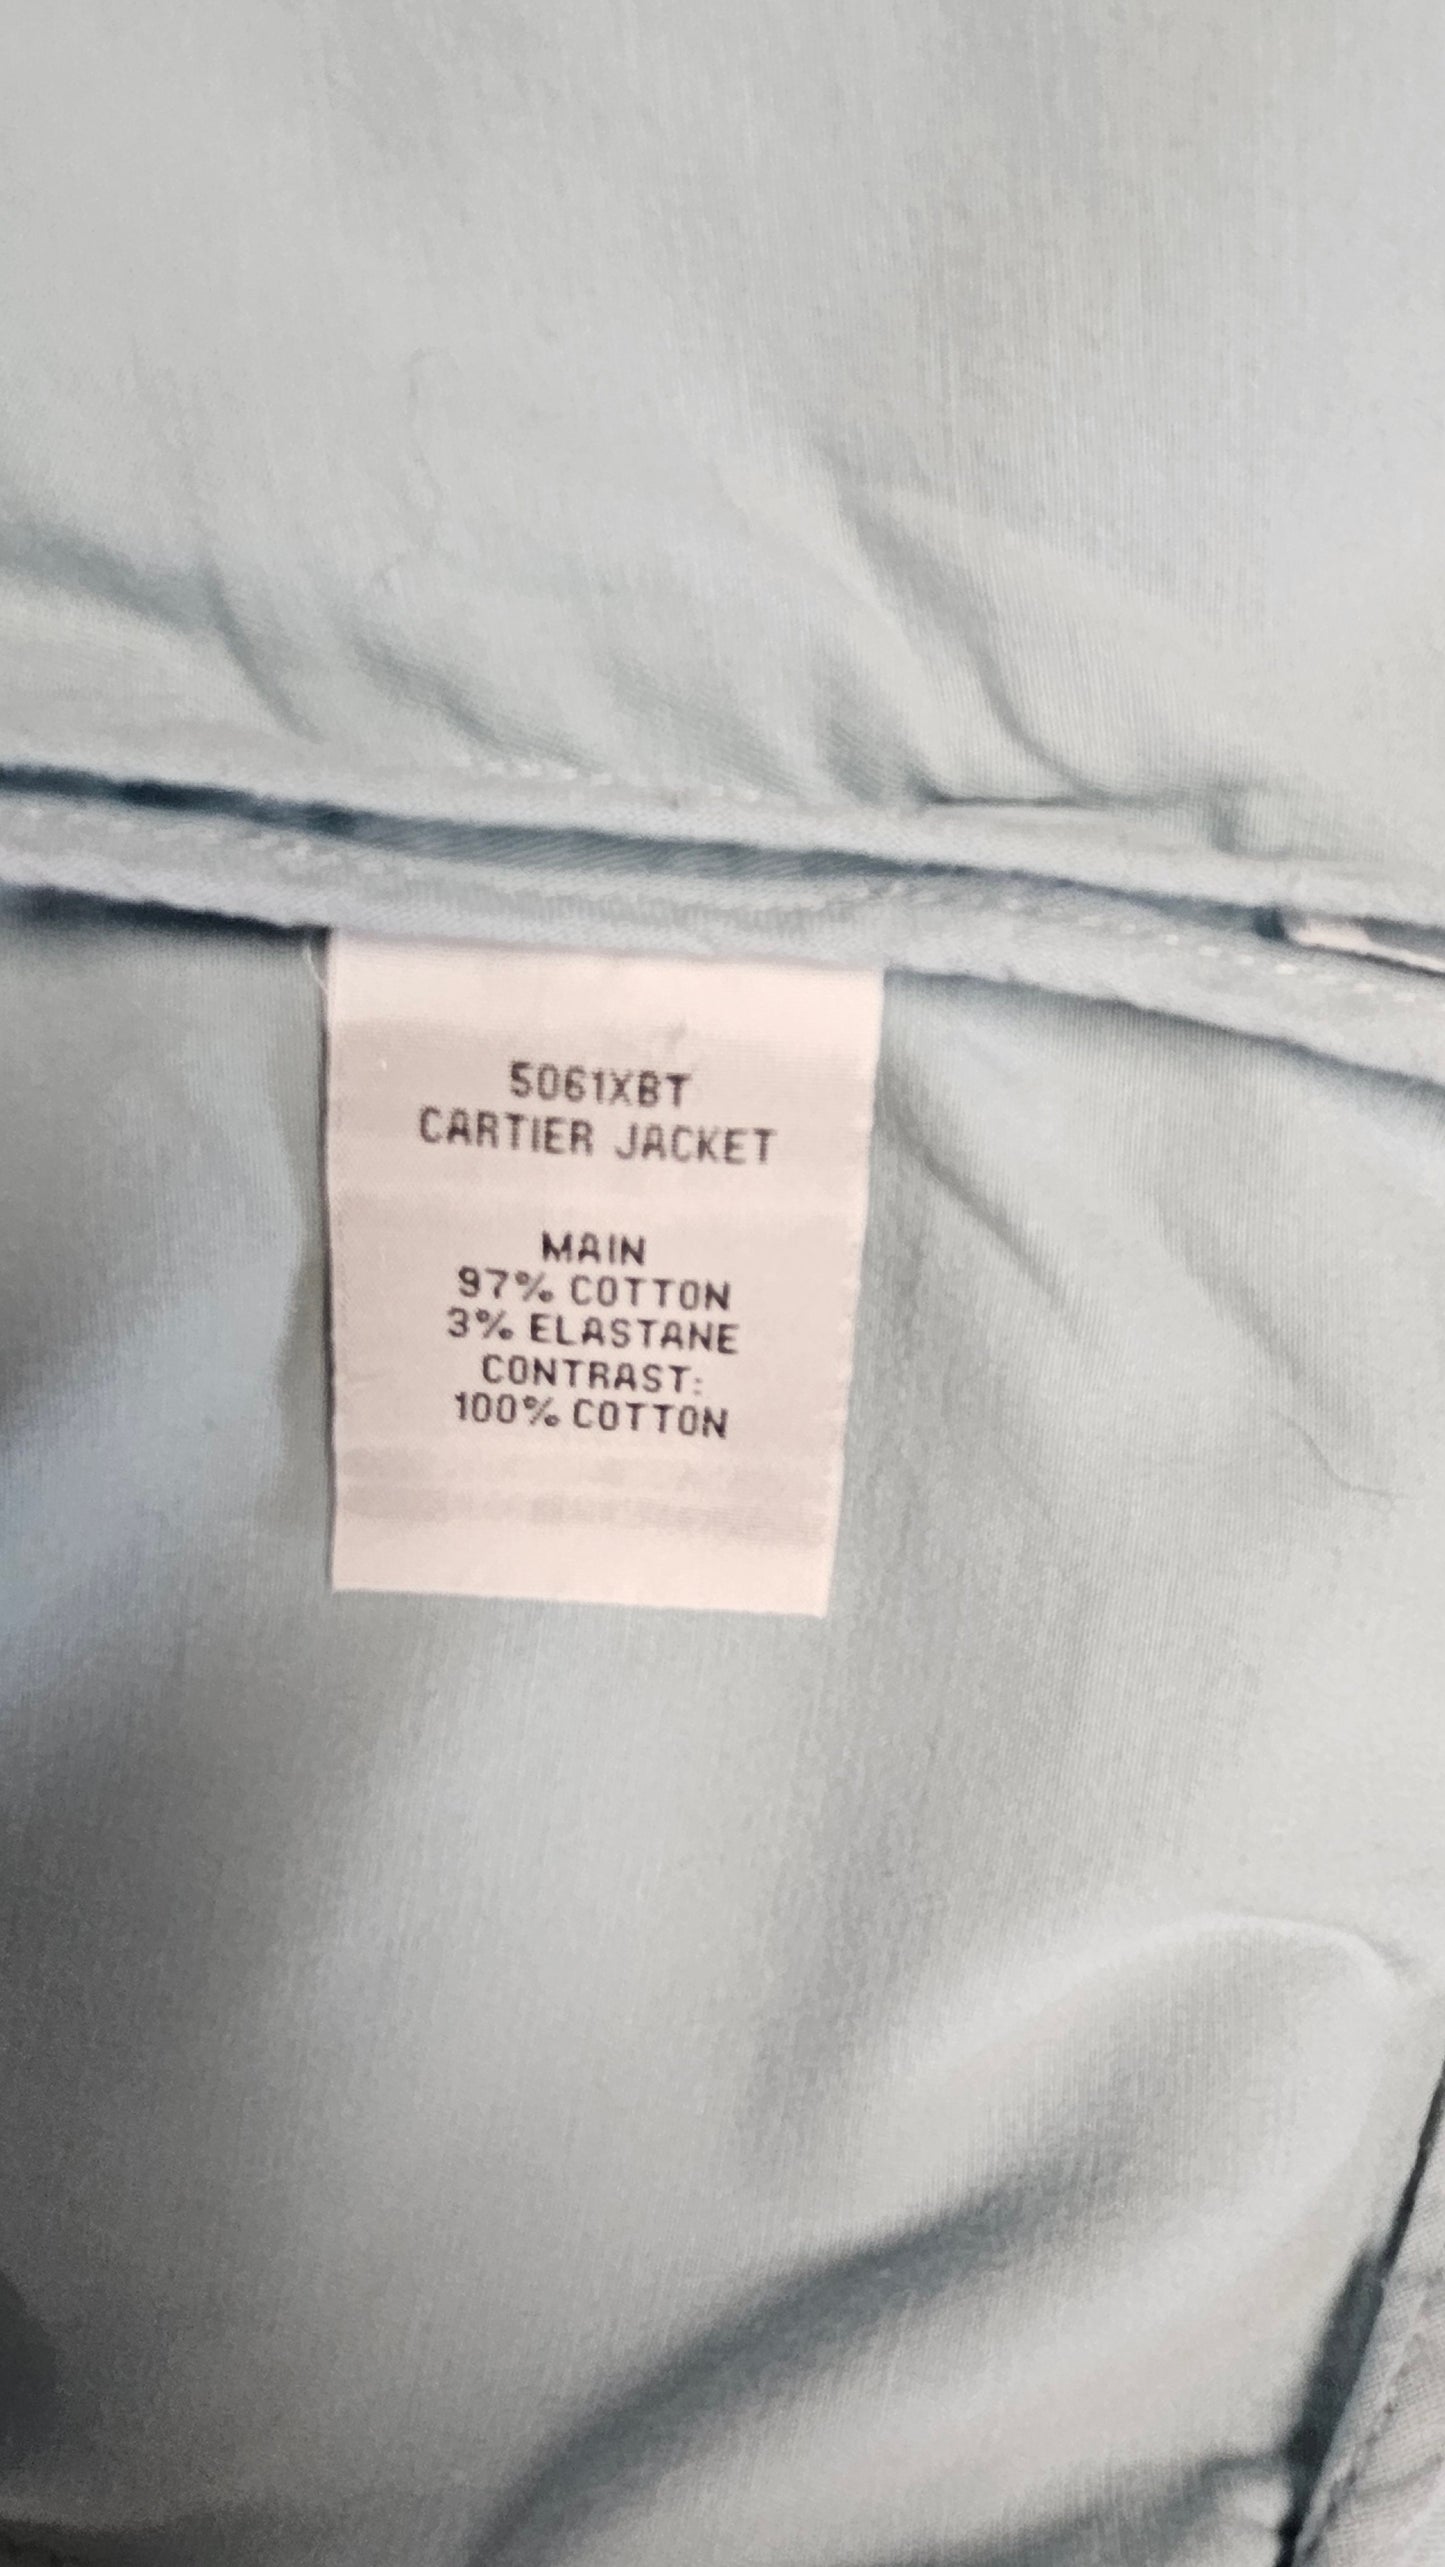 5061XBT
CARTIER JACKET
MAIN
97% COTTON
3% ELASTANE
CONTRAST:
100% COTTON